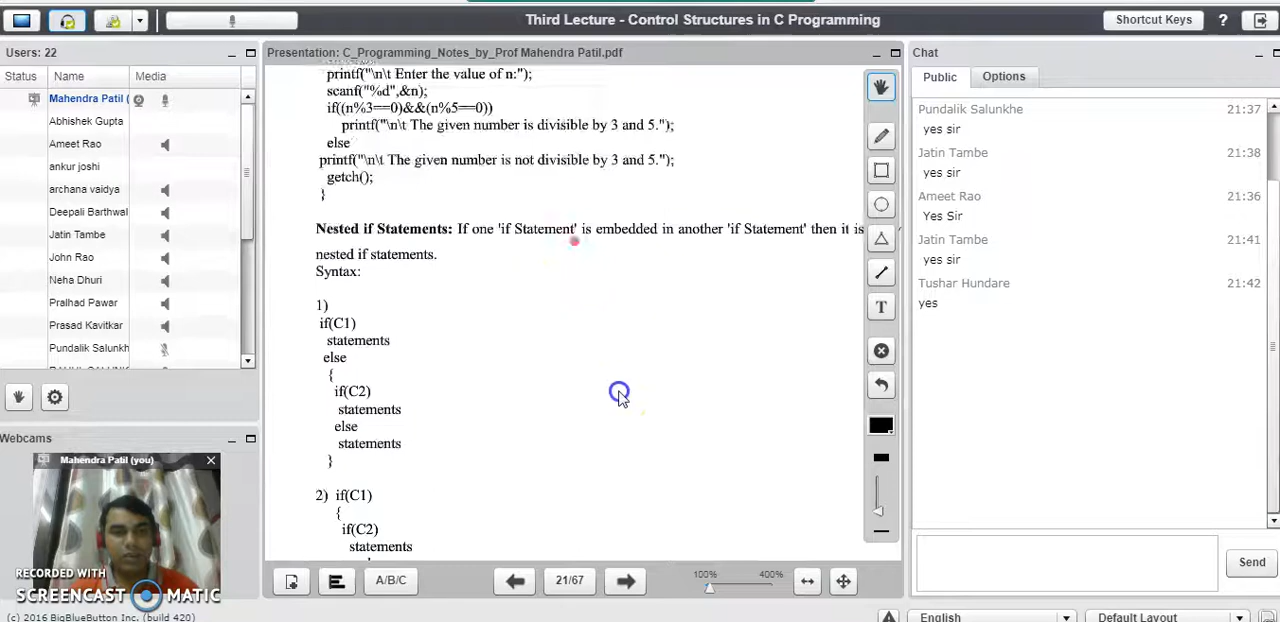 Third Lecture - Control Structures in C Programming
Shortcut Keys
?
Users: 22
Status Name Media
Mahendra Patil (
Abhishek Gupta
Ameet Rao
ankur joshi
archana vaidya
Deepali Barthwal
Jatin Tambe
John Rao
Neha Dhuri
Pralhad Pawar
Prasad Kavitkar
Pundalik Salunkh
Webcams
Mahendra Patil (you)
RECORDED WITH
SCREENCAST MATIC
(c) 2016 BigBlueButton Inc. (build 420)
Presentation: C_Programming_Notes_by_Prof Mahendra Patil.pdf
printf("\n\t Enter the value of n:");
scanf("%d",&n);
if((n%3==0)&&(n%5==0))
printf("\n\t The given number is divisible by 3 and 5.");
else
printf("\n\t The given number is not divisible by 3 and 5.");
getch();
}
Nested if Statements: If one 'if Statement' is embedded in another 'if Statement' then it is
nested if statements.
Syntax:
1)
if(C1)
statements
else
{
if(C2)
statements
else
statements
}
2) if(C1)
{
if(C2)
statements
T
A/B/C
21/67
100% 400%
Chat
Public Options
Pundalik Salunkhe 21:37
yes sir
Jatin Tambe 21:38
yes sir
Ameet Rao 21:36
Yes Sir
Jatin Tambe 21:41
yes sir
Tushar Hundare 21:42
yes
Send
English
Default Layout